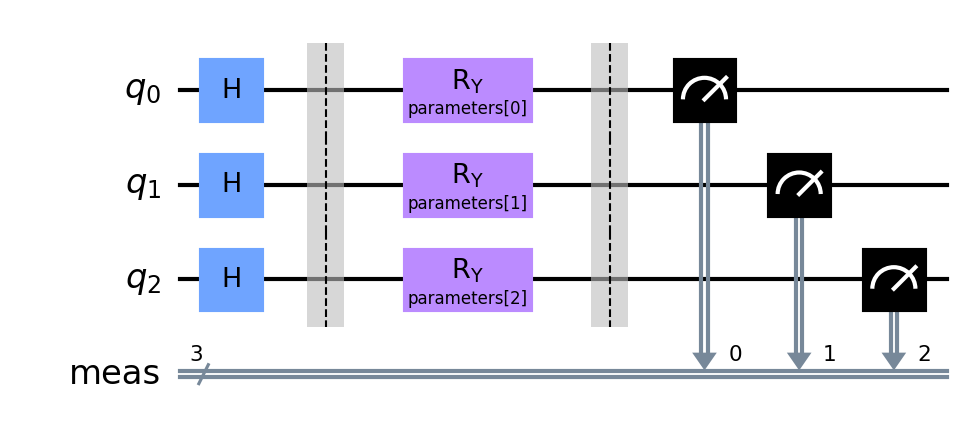 q0 H RY
parameters[0]
q1 H RY
parameters[1]
q2 H RY
parameters[2]
3 0 1 2
meas